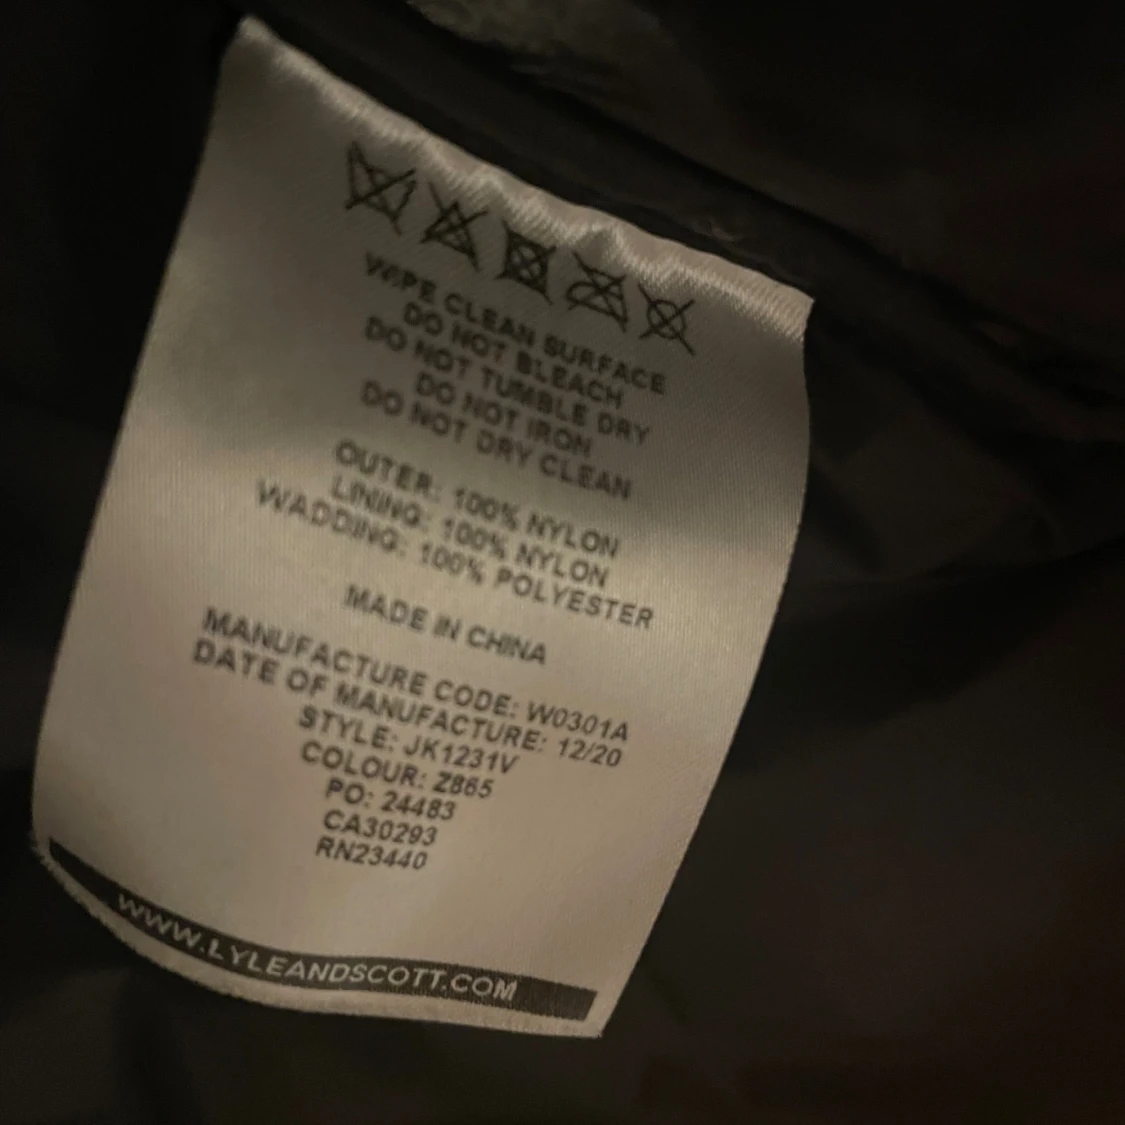 WIPE CLEAN SURFACE
DO NOT BLEACH
DO NOT TUMBLE DRY
DO NOT IRON
DO NOT DRY CLEAN
OUTER: 100% NYLON
LINING: 100% NYLON
WADDING: 100% POLYESTER
MADE IN CHINA
MANUFACTURE CODE: W0301A
DATE OF MANUFACTURE: 12/20
STYLE: JK1231V
COLOUR: Z865
PO: 24483
CA30293
RN23440
WWW.LYLEANDSCOTT.COM